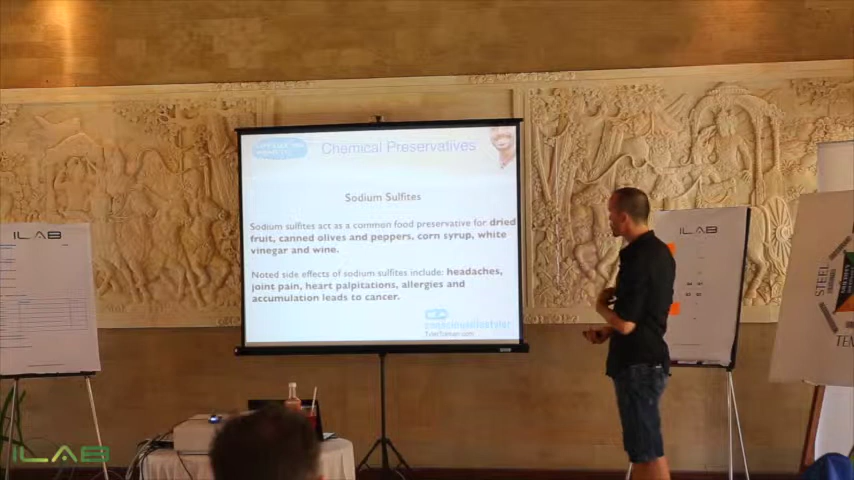 Chemical Preservatives
Sodium Sulfites
Sodium sulfites act as a common food preservative for dried
fruit, canned olives and peppers, corn syrup, white
vinegar and wine.
Noted side effects of sodium sulfites include: headaches,
joint pain, heart palpitations, allergies and
accumulation leads to cancer.
ILAB
ILAB
STEEL
TEN
ILAB